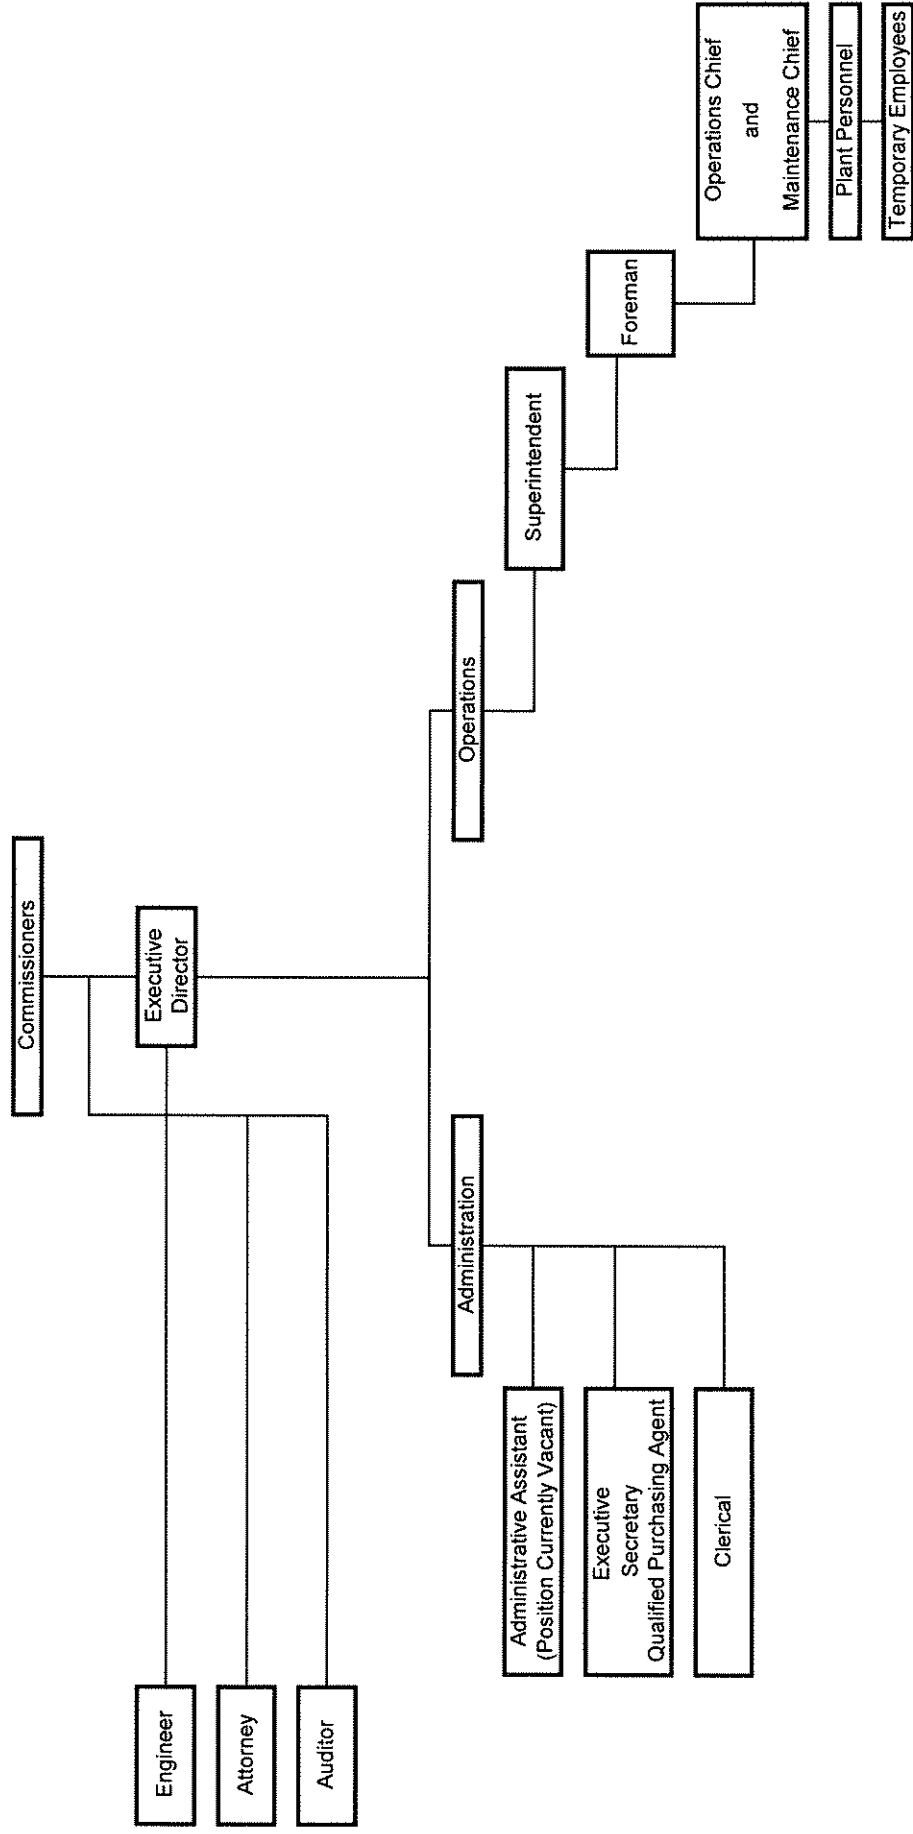 Commissioners
Executive
Director
Engineer
Attorney
Auditor
Administration
Operations
Administrative Assistant
(Position Currently Vacant)
Executive
Secretary
Qualified Purchasing Agent
Clerical
Superintendent
Foreman
Operations Chief
and
Maintenance Chief
Plant Personnel
Temporary Employees